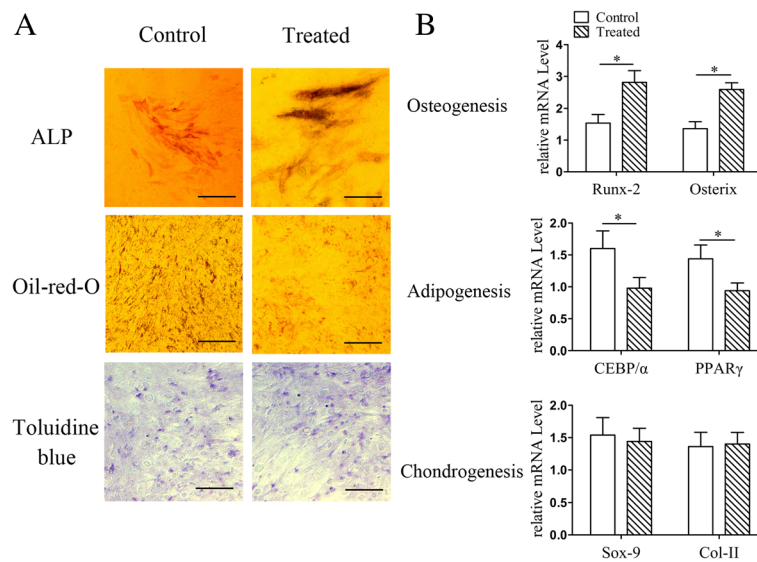 A
Control
Treated
ALP
Oil-red-O
Toluidine
blue
B
Control
Treated
Osteogenesis
relative mRNA Level
4
3
2
1
0
*
*
Runx-2
Osterix
Adipogenesis
relative mRNA Level
2.0
1.5
1.0
0.5
0.0
*
*
CEBP/α
PPARγ
Chondrogenesis
relative mRNA Level
2.0
1.5
1.0
0.5
0.0
Sox-9
Col-II